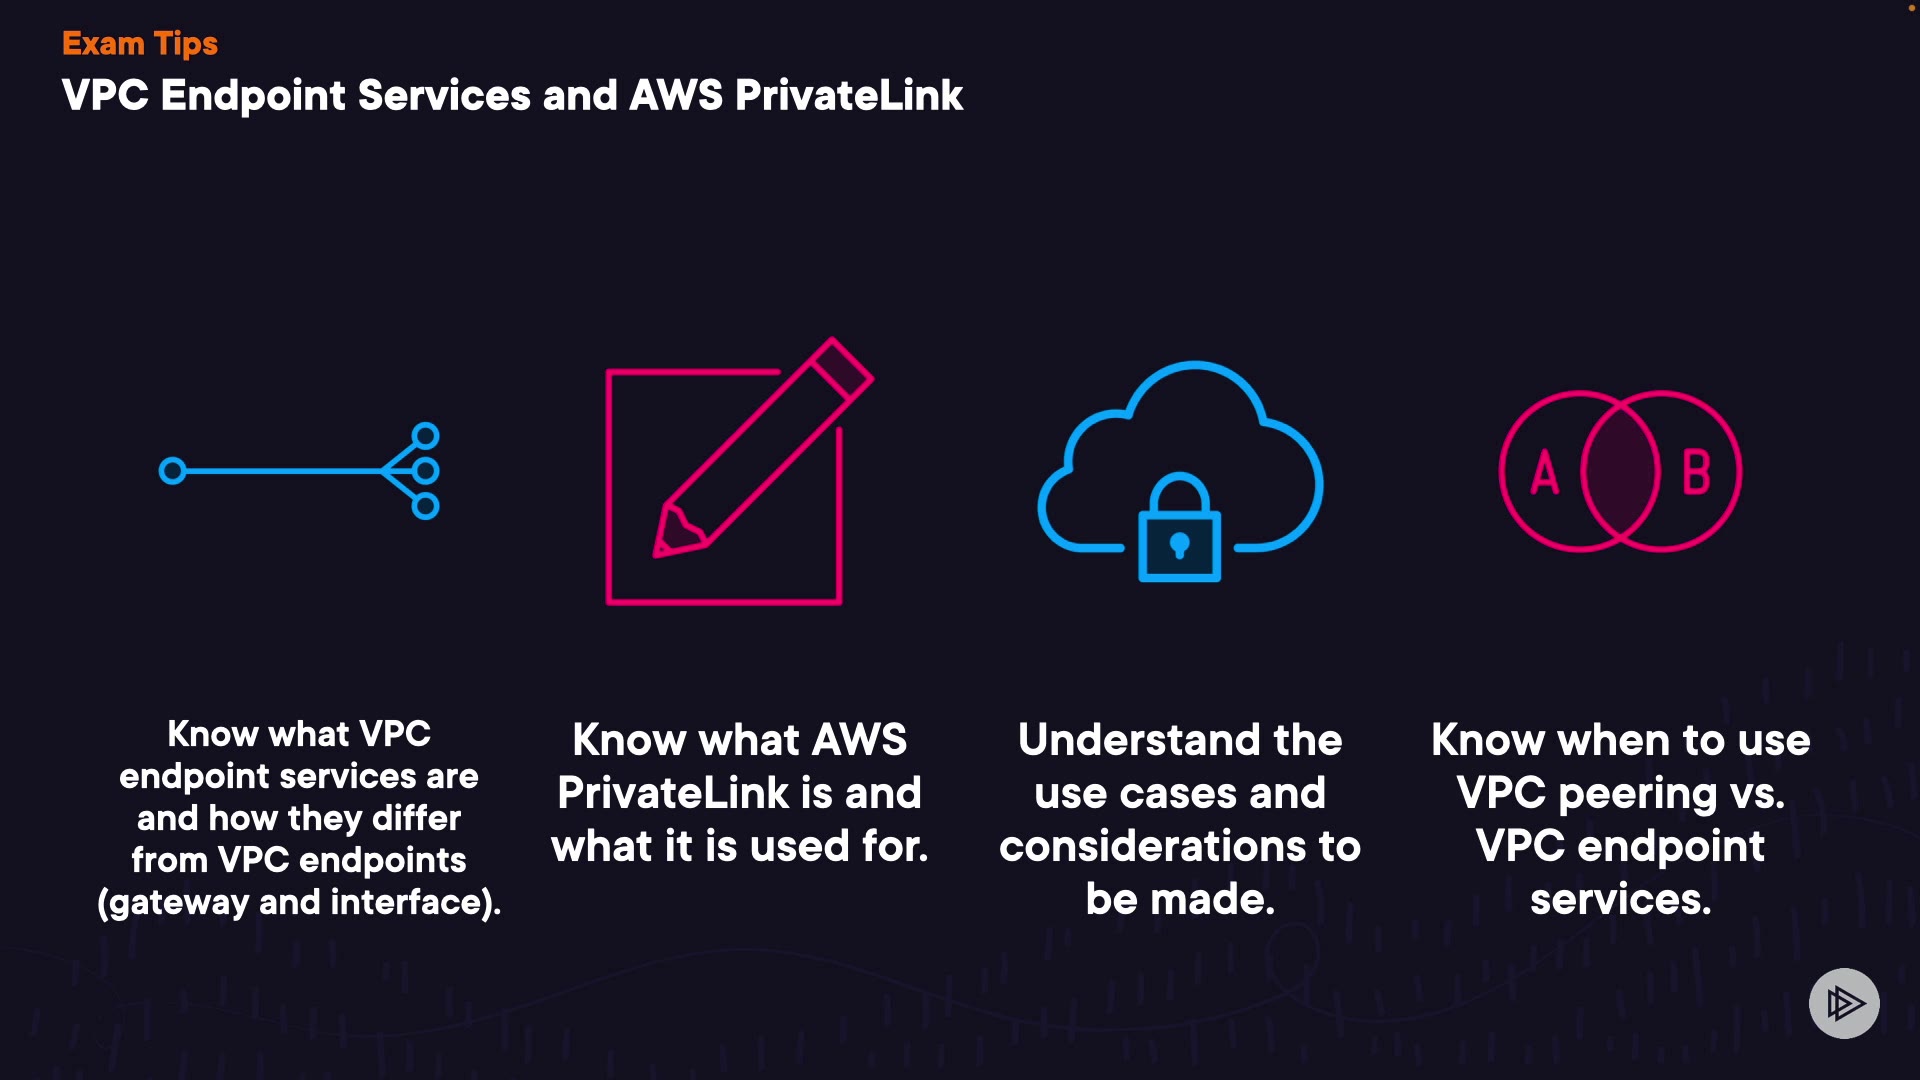 Exam Tips
VPC Endpoint Services and AWS PrivateLink
A
B
Know what VPC
endpoint services are
and how they differ
from VPC endpoints
(gateway and interface).
Know what AWS
PrivateLink is and
what it is used for.
Understand the
use cases and
considerations to
be made.
Know when to use
VPC peering vs.
VPC endpoint
services.